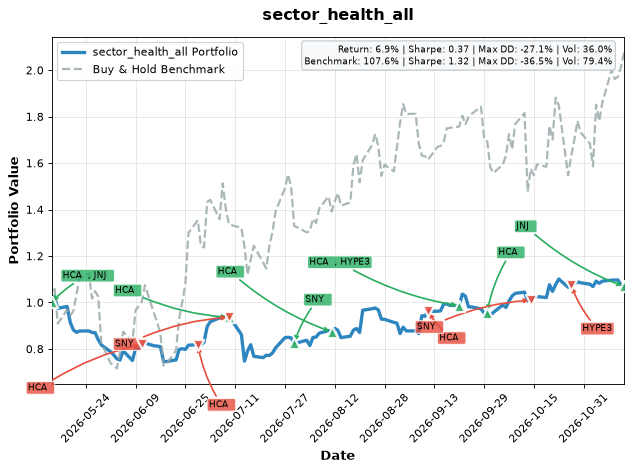 sector_health_all
sector_health_all Portfolio
Buy & Hold Benchmark
Return: 6.9% | Sharpe: 0.37 | Max DD: -27.1% | Vol: 36.0%
Benchmark: 107.6% | Sharpe: 1.32 | Max DD: -36.5% | Vol: 79.4%
Portfolio Value
2.0
1.8
1.6
1.4
1.2
1.0
0.8
JNJ
HCA
HCA , HYPE3
HCA , JNJ
HCA
HCA
SNY
SNY
HCA
SNY
HYPE3
HCA
HCA
2026-05-24
2026-06-09
2026-06-25
2026-07-11
2026-07-27
2026-08-12
2026-08-28
2026-09-13
2026-09-29
2026-10-15
2026-10-31
Date